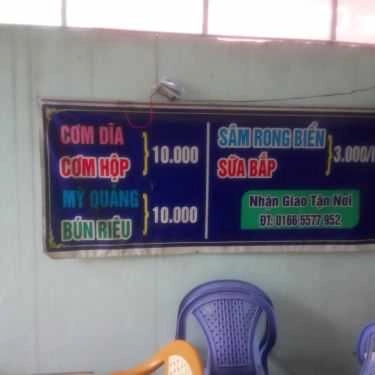 CƠM DĨA
CƠM HỘP
10.000
MỲ QUẢNG
BÚN RIÊU
10.000
SÂM RONG BIỂN
SỮA BẮP
3.000/
Nhận Giao Tận Nơi
ĐT. 0166 5577 952